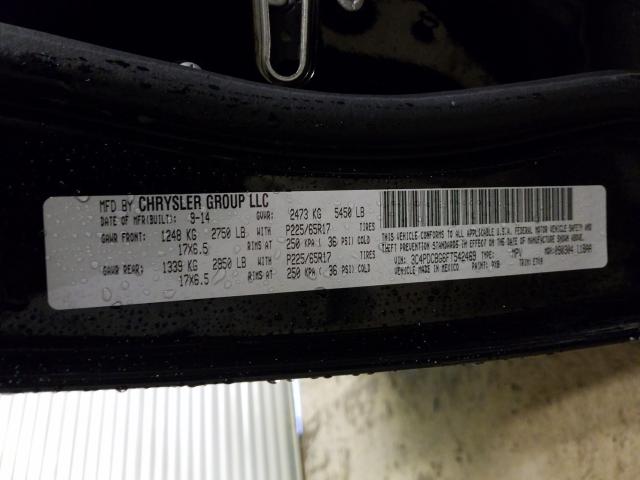 MFD BY CHRYSLER GROUP LLC
DATE OF MFR(BUILT): 9-14 GVWR: 2473 KG 5450 LB
GAWR FRONT: 1248 KG 2750 LB WITH P225/65R17 TIRES
17X6.5 RIMS AT 250 KPA( 36 PSI) COLD
GAWR REAR: 1339 KG 2950 LB WITH P225/65R17 TIRES
17X6.5 RIMS AT 250 KPA( 36 PSI) COLD
THIS VEHICLE CONFORMS TO ALL APPLICABLE U.S.A. FEDERAL MOTOR VEHICLE SAFETY
AND THEFT PREVENTION STANDARDS IN EFFECT ON THE DATE OF MANUFACTURE SHOWN ABOVE.
VIN: 3C4PDCBG6FT542469 TYPE: MPV
VEHICLE MADE IN MEXICO PAINT: PX8 TRIM: